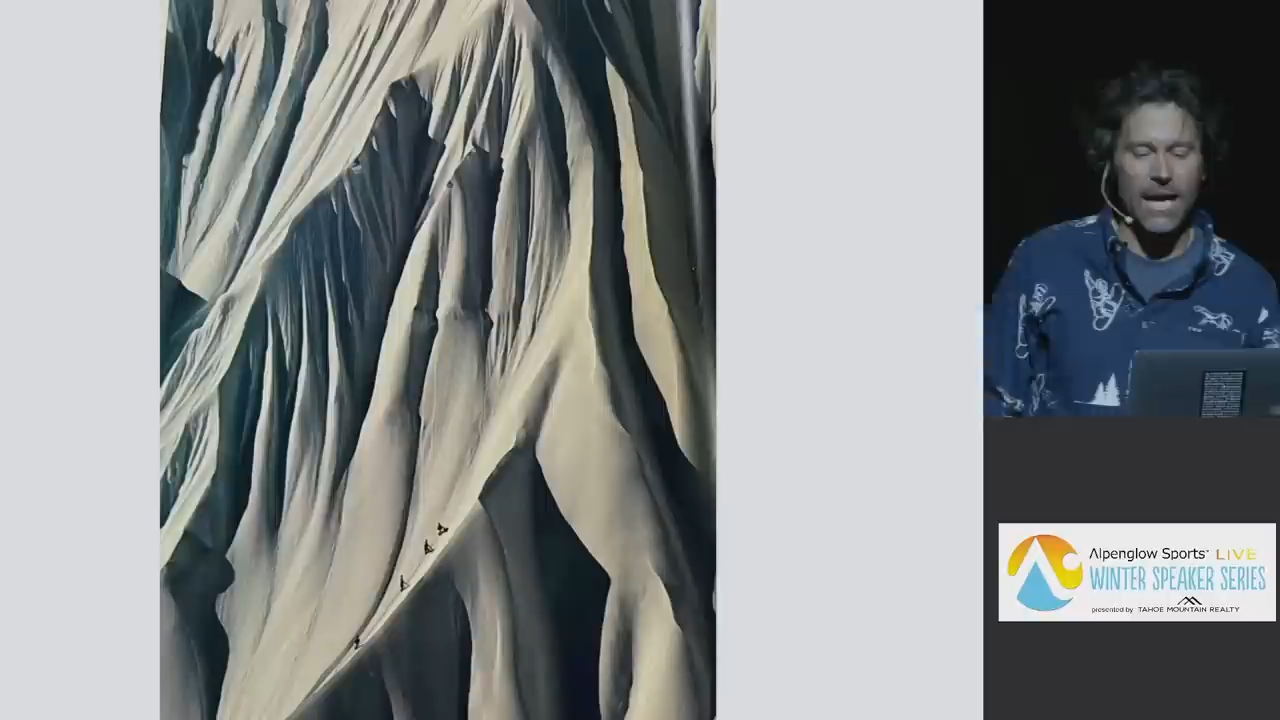 Alpenglow Sports LIVE
WINTER SPEAKER SERIES
presented by TAHOE MOUNTAIN REALTY